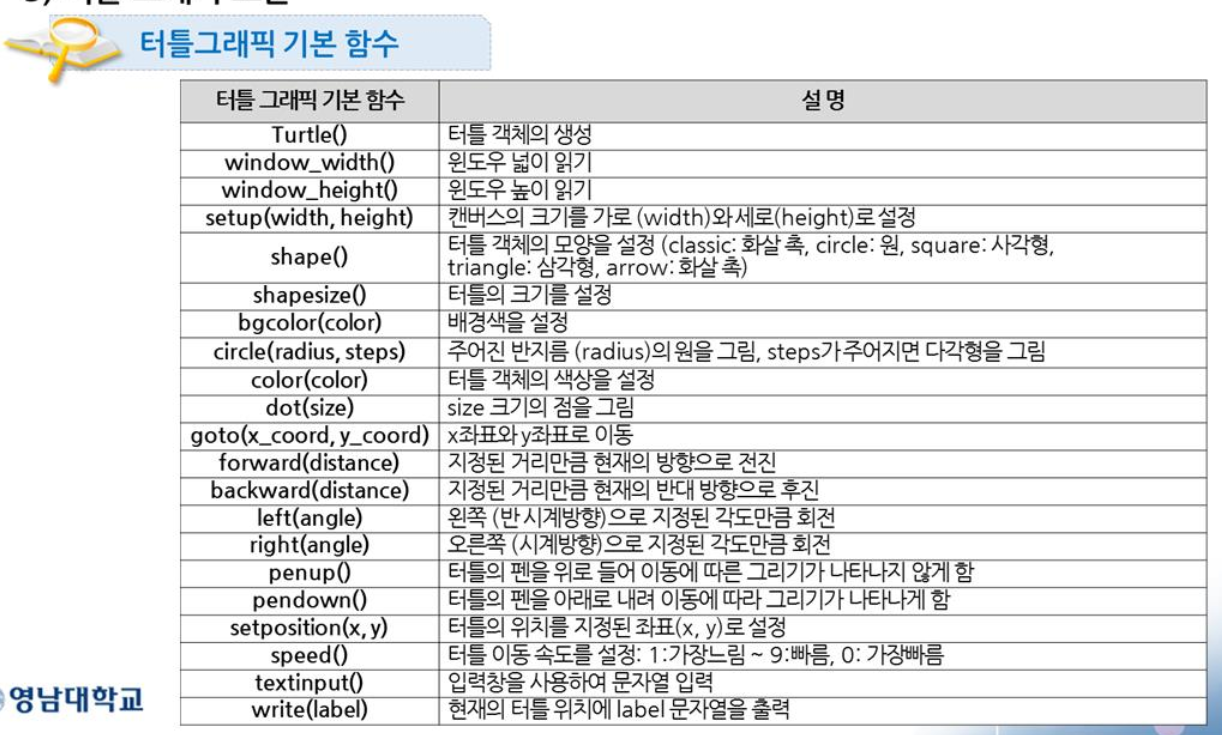 터틀그래픽 기본 함수
터틀 그래픽 기본 함수 설 명
Turtle() 터틀 객체의 생성
window_width() 윈도우 넓이 읽기
window_height() 윈도우 높이 읽기
setup(width, height) 캔버스의 크기를 가로 (width)와 세로(height)로 설정
shape() 터틀 객체의 모양을 설정 (classic: 화살 촉, circle: 원, square: 사각형,
triangle: 삼각형, arrow: 화살 촉)
shapesize() 터틀의 크기를 설정
bgcolor(color) 배경색을 설정
circle(radius, steps) 주어진 반지름 (radius)의 원을 그림, steps가 주어지면 다각형을 그림
color(color) 터틀 객체의 색상을 설정
dot(size) size 크기의 점을 그림
goto(x_coord, y_coord) x좌표와 y좌표로 이동
forward(distance) 지정된 거리만큼 현재의 방향으로 전진
backward(distance) 지정된 거리만큼 현재의 반대 방향으로 후진
left(angle) 왼쪽 (반 시계방향)으로 지정된 각도만큼 회전
right(angle) 오른쪽 (시계방향)으로 지정된 각도만큼 회전
penup() 터틀의 펜을 위로 들어 이동에 따른 그리기가 나타나지 않게 함
pendown() 터틀의 펜을 아래로 내려 이동에 따라 그리기가 나타나게 함
setposition(x, y) 터틀의 위치를 지정된 좌표(x, y)로 설정
speed() 터틀 이동 속도를 설정: 1:가장느림 ~ 9:빠름, 0: 가장빠름
textinput() 입력창을 사용하여 문자열 입력
write(label) 현재의 터틀 위치에 label 문자열을 출력
영남대학교